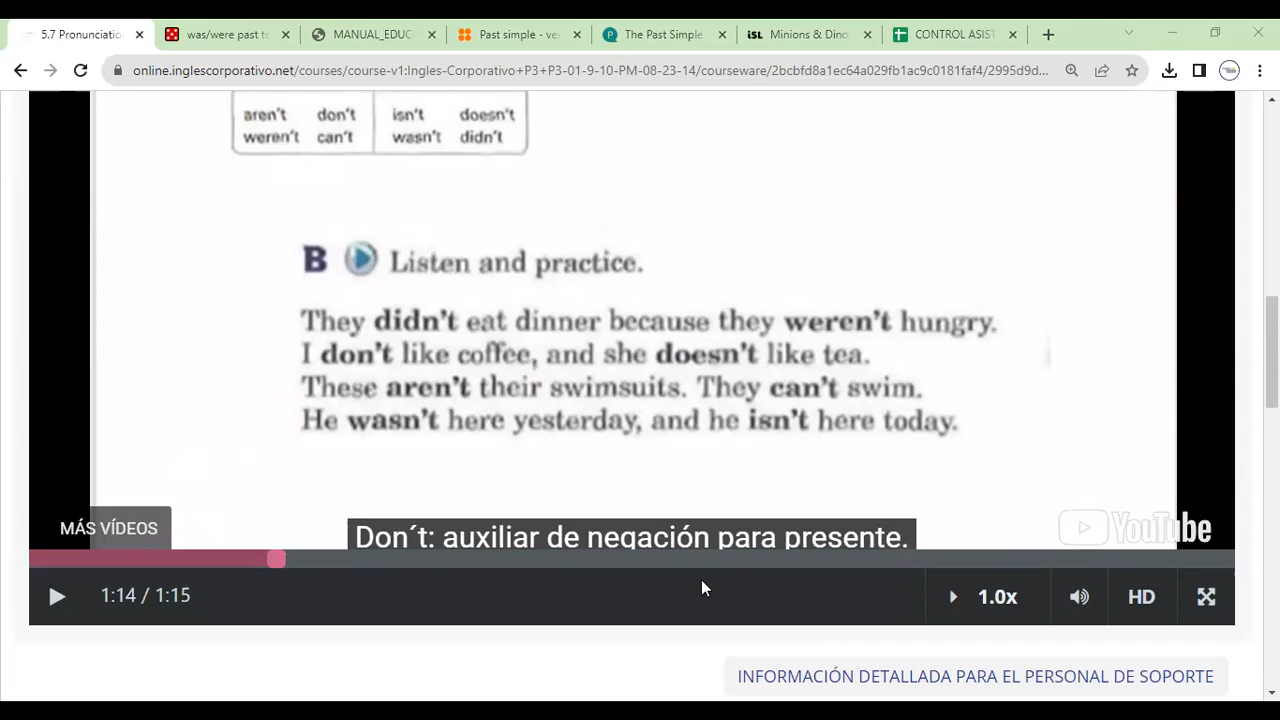 5.7 Pronunciatio
was/were past te
MANUAL_EDUC
Past simple - ve
The Past Simple
iSL Minions & Dino
CONTROL ASIST
online.inglescorporativo.net/courses/course-v1:Ingles-Corporativo+P3+P3-01-9-10-PM-08-23-14/courseware/2bcbfd8a1ec64a029fb1ac9c0181faf4/2995d9d...
aren't don't isn't doesn't
weren't can't wasn't didn't
B Listen and practice.
They didn't eat dinner because they weren't hungry.
I don't like coffee, and she doesn't like tea.
These aren't their swimsuits. They can't swim.
He wasn't here yesterday, and he isn't here today.
MÁS VÍDEOS
Don´t: auxiliar de negación para presente.
YouTube
1:14 / 1:15
1.0x
HD
INFORMACIÓN DETALLADA PARA EL PERSONAL DE SOPORTE